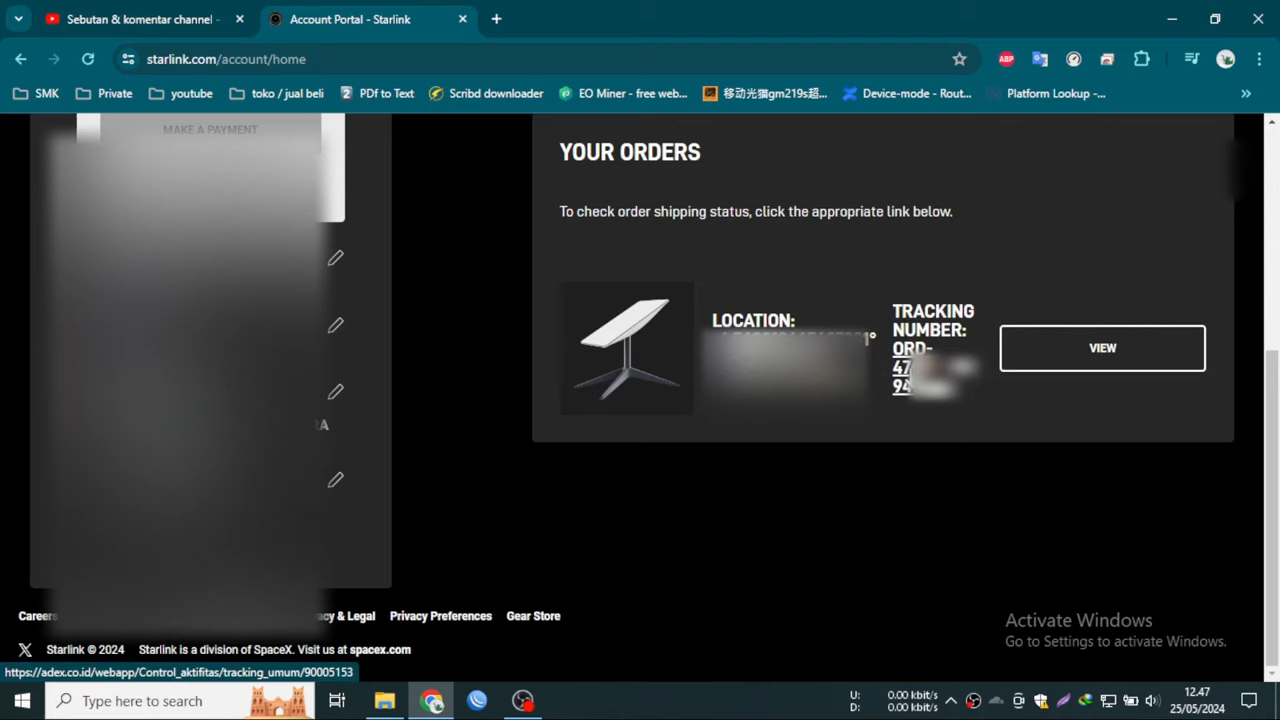 Sebutan & komentar channel -
Account Portal - Starlink
starlink.com/account/home
ABP
SMK
Private
youtube
toko / jual beli
PDf to Text
Scribd downloader
EO Miner - free web...
移动光猫gm219s超...
Device-mode - Rout...
Platform Lookup -...
MAKE A PAYMENT
RA
YOUR ORDERS
To check order shipping status, click the appropriate link below.
LOCATION:
TRACKING
NUMBER:
ORD-
47
94
VIEW
Careers
Privacy Preferences
Gear Store
Starlink © 2024
Starlink is a division of SpaceX. Visit us at spacex.com
Activate Windows
Go to Settings to activate Windows.
https://adex.co.id/webapp/Control_aktifitas/tracking_umum/90005153
Type here to search
U: 0.00 kbit/s
D: 0.00 kbit/s
12.47
25/05/2024